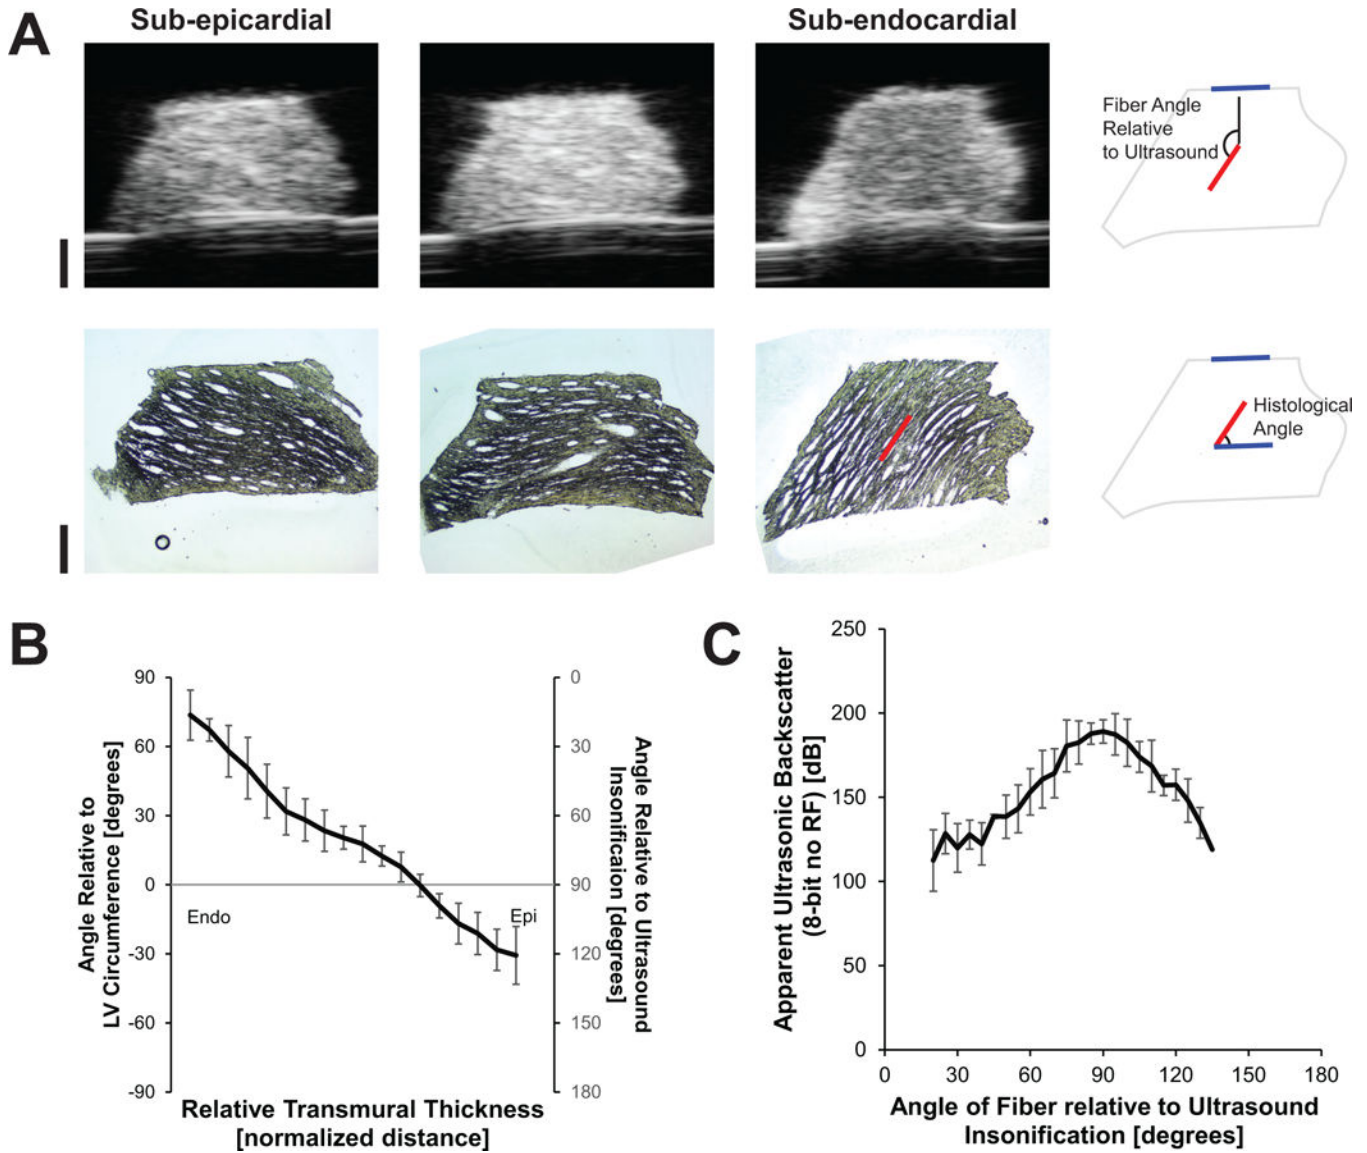 A
Sub-epicardial
Sub-endocardial
Fiber Angle
Relative
to Ultrasound
Histological
Angle
B
90
60
30
0
-30
-60
-90
Angle Relative to
LV Circumference [degrees]
Endo
Epi
0
30
60
90
120
150
180
Angle Relative to Ultrasound
Insonificaion [degrees]
Relative Transmural Thickness
[normalized distance]
C
250
200
150
100
50
0
Apparent Ultrasonic Backscatter
(8-bit no RF) [dB]
0
30
60
90
120
150
180
Angle of Fiber relative to Ultrasound
Insonification [degrees]